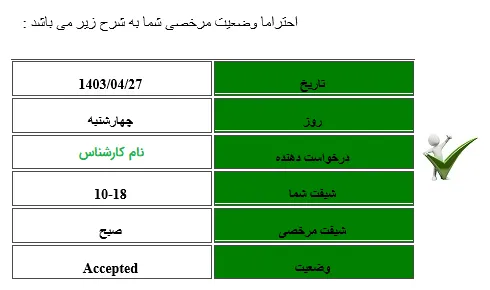 احتراما وضعیت مرخصی شما به شرح زیر می باشد :
تاریخ 1403/04/27
روز چهارشنبه
درخواست دهنده نام کارشناس
شیفت شما 10-18
شیفت مرخصی صبح
وضعیت Accepted